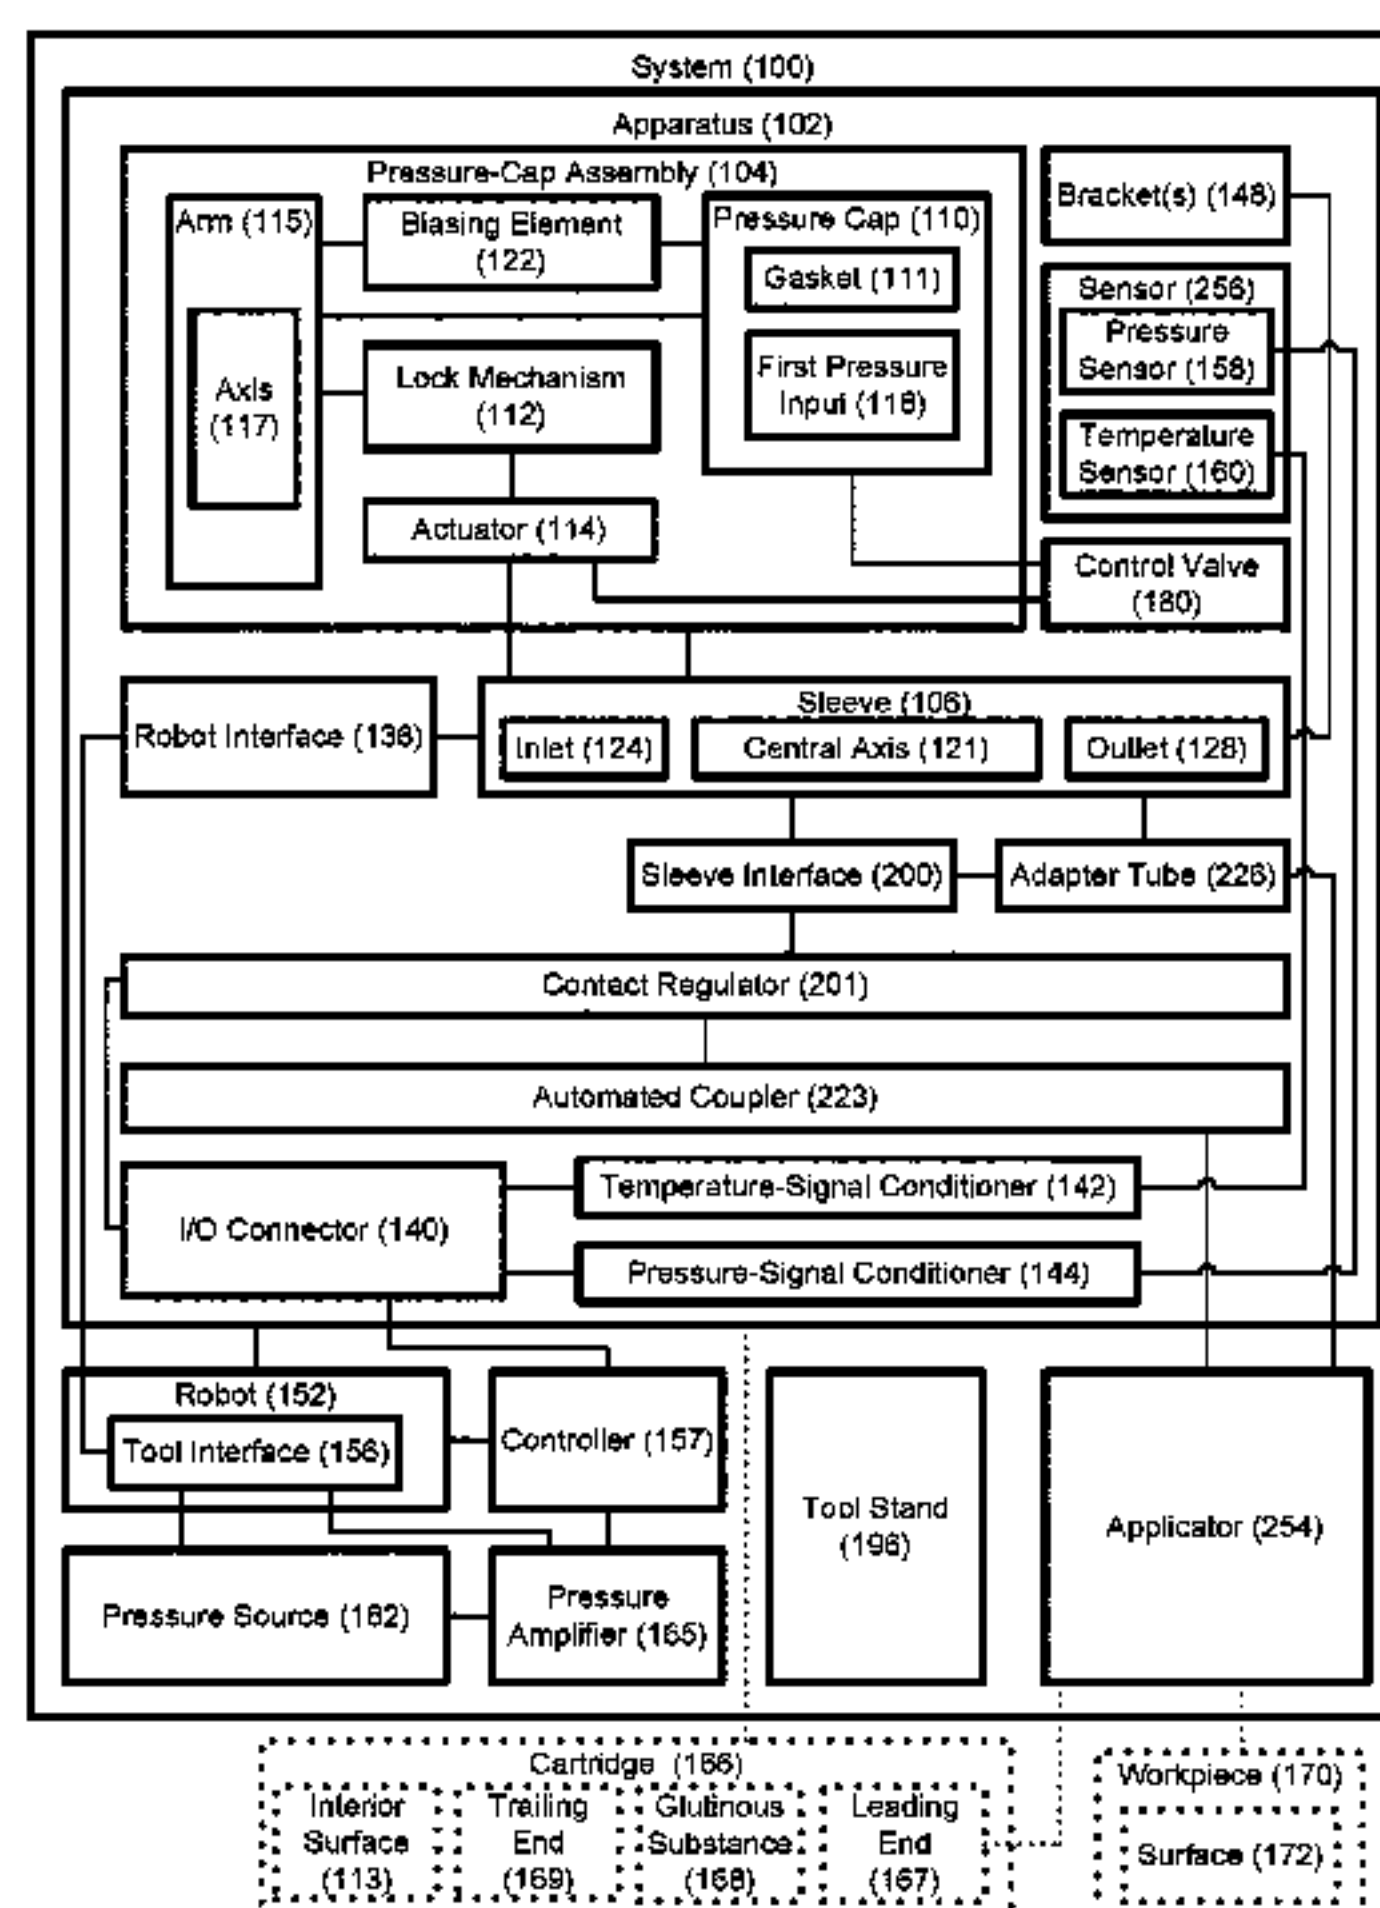 System (100)
Apparatus (102)
Pressure-Cap Assembly (104)
Arm (115)
Axis
(117)
Biasing Element
(122)
Lock Mechanism
(112)
Actuator (114)
Pressure Cap (110)
Gasket (111)
First Pressure
Input (118)
Bracket(s) (148)
Sensor (256)
Pressure
Sensor (158)
Temperature
Sensor (160)
Control Valve
(180)
Robot Interface (136)
Sleeve (106)
Inlet (124)
Central Axis (121)
Outlet (128)
Sleeve Interface (200)
Adapter Tube (226)
Contact Regulator (201)
Automated Coupler (223)
I/O Connector (140)
Temperature-Signal Conditioner (142)
Pressure-Signal Conditioner (144)
Robot (152)
Tool Interface (156)
Controller (157)
Pressure Source (162)
Pressure
Amplifier (165)
Tool Stand
(196)
Applicator (254)
Cartridge (166)
Interior
Surface
(113)
Trailing
End
(169)
Glutinous
Substance
(168)
Leading
End
(167)
Workpiece (170)
Surface (172)